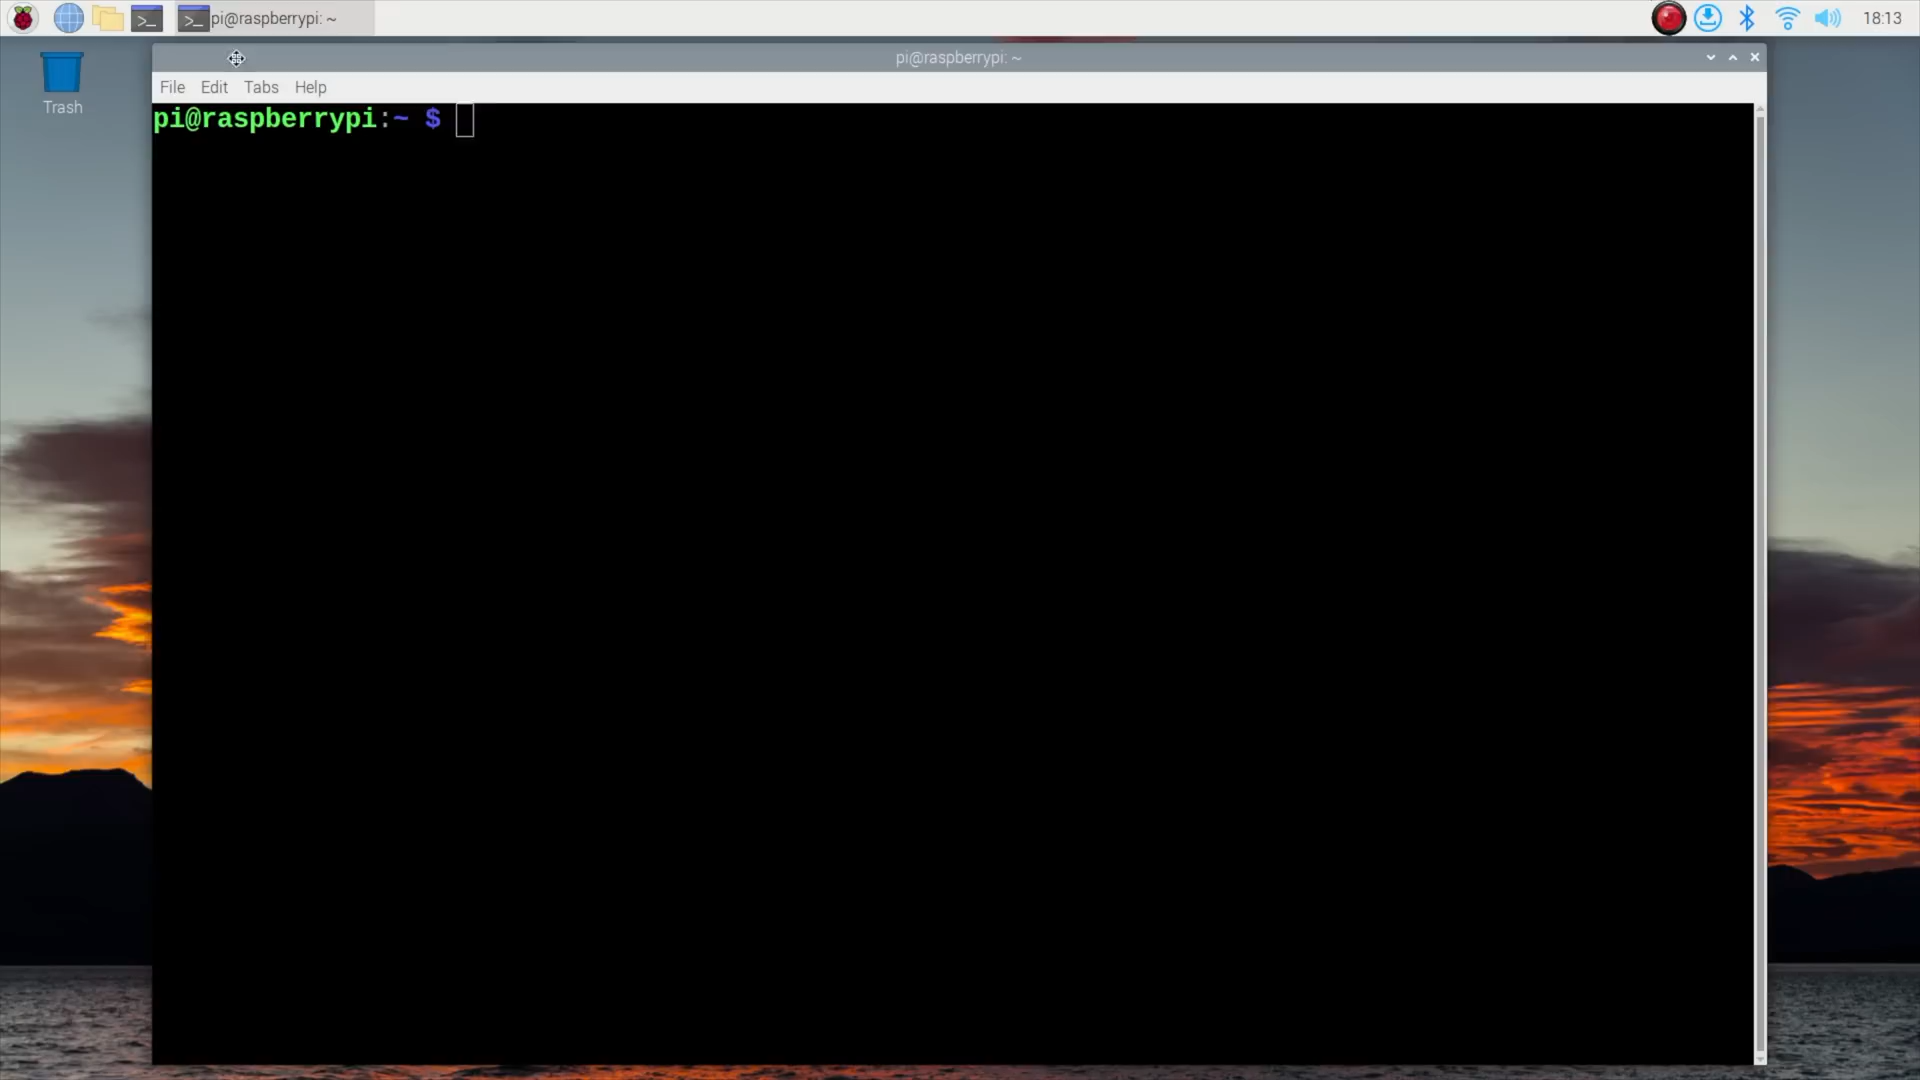 pi@raspberrypi: ~
18:13
pi@raspberrypi: ~
Trash
File Edit Tabs Help
pi@raspberrypi:~ $